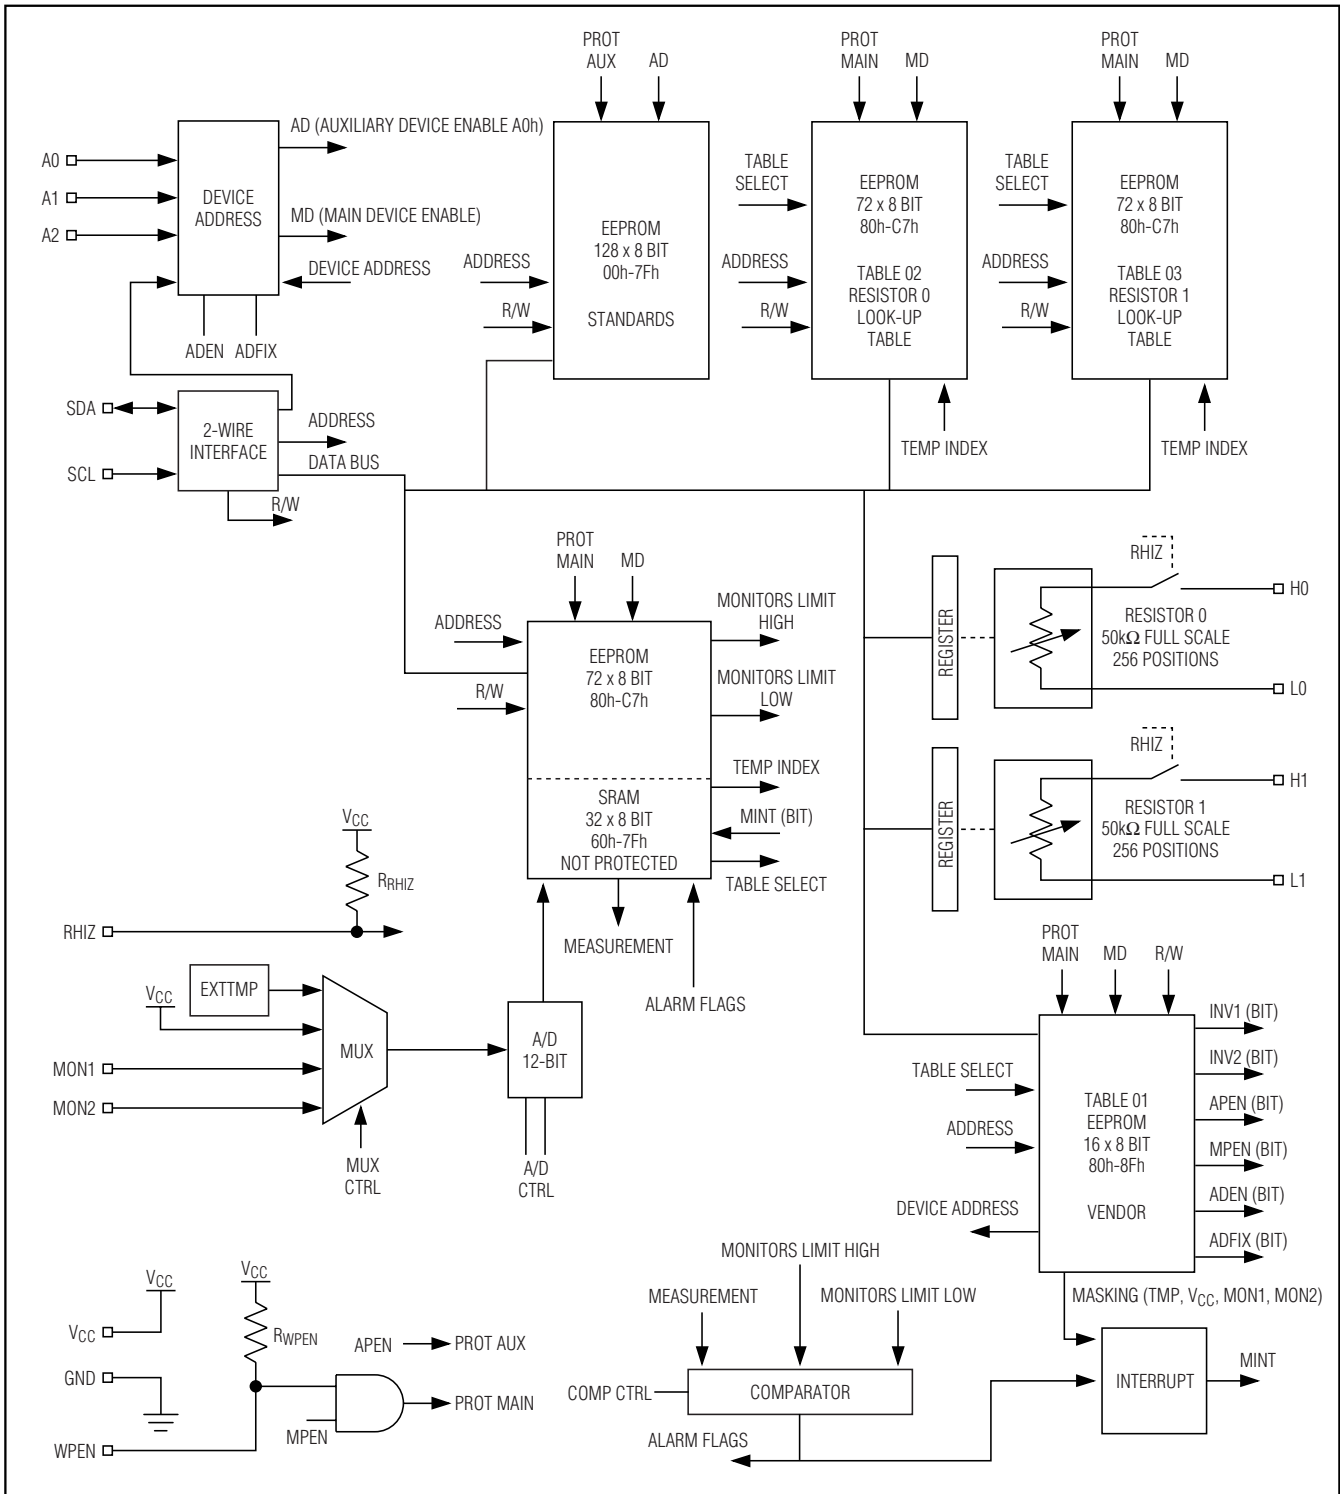 PROT
AUX
AD
PROT
MAIN
MD
PROT
MAIN
MD
A0
A1
A2
DEVICE
ADDRESS
AD (AUXILIARY DEVICE ENABLE A0h)
MD (MAIN DEVICE ENABLE)
DEVICE ADDRESS
ADEN
ADFIX
ADDRESS
R/W
EEPROM
128 x 8 BIT
00h-7Fh
STANDARDS
TABLE
SELECT
ADDRESS
R/W
EEPROM
72 x 8 BIT
80h-C7h
TABLE 02
RESISTOR 0
LOOK-UP
TABLE
TEMP INDEX
TABLE
SELECT
ADDRESS
R/W
EEPROM
72 x 8 BIT
80h-C7h
TABLE 03
RESISTOR 1
LOOK-UP
TABLE
TEMP INDEX
SDA
SCL
2-WIRE
INTERFACE
ADDRESS
DATA BUS
R/W
PROT
MAIN
MD
ADDRESS
R/W
EEPROM
72 x 8 BIT
80h-C7h
SRAM
32 x 8 BIT
60h-7Fh
NOT PROTECTED
MONITORS LIMIT
HIGH
MONITORS LIMIT
LOW
TEMP INDEX
MINT (BIT)
TABLE SELECT
MEASUREMENT
ALARM FLAGS
REGISTER
RHIZ
RESISTOR 0
50kΩ FULL SCALE
256 POSITIONS
H0
L0
REGISTER
RHIZ
RESISTOR 1
50kΩ FULL SCALE
256 POSITIONS
H1
L1
VCC
RRHIZ
RHIZ
EXTTMP
VCC
MON1
MON2
MUX
MUX
CTRL
A/D
12-BIT
A/D
CTRL
PROT
MAIN
MD
R/W
TABLE SELECT
ADDRESS
DEVICE ADDRESS
TABLE 01
EEPROM
16 x 8 BIT
80h-8Fh
VENDOR
INV1 (BIT)
INV2 (BIT)
APEN (BIT)
MPEN (BIT)
ADEN (BIT)
ADFIX (BIT)
MASKING (TMP, VCC, MON1, MON2)
VCC
VCC
GND
WPEN
VCC
RWPEN
MPEN
APEN
PROT AUX
PROT MAIN
MEASUREMENT
MONITORS LIMIT HIGH
MONITORS LIMIT LOW
COMP CTRL
COMPARATOR
ALARM FLAGS
INTERRUPT
MINT